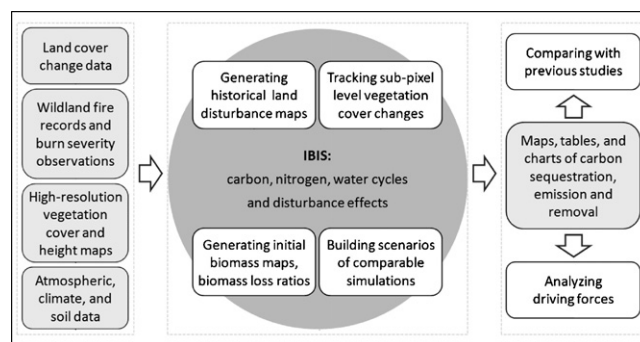 Land cover
change data
Wildland fire
records and
burn severity
observations
High-resolution
vegetation
cover and
height maps
Atmospheric,
climate, and
soil data
Generating
historical land
disturbance maps
Tracking sub-pixel
level vegetation
cover changes
IBIS:
carbon, nitrogen, water cycles
and disturbance effects
Generating initial
biomass maps,
biomass loss ratios
Building scenarios
of comparable
simulations
Comparing with
previous studies
Maps, tables, and
charts of carbon
sequestration,
emission and
removal
Analyzing
driving forces